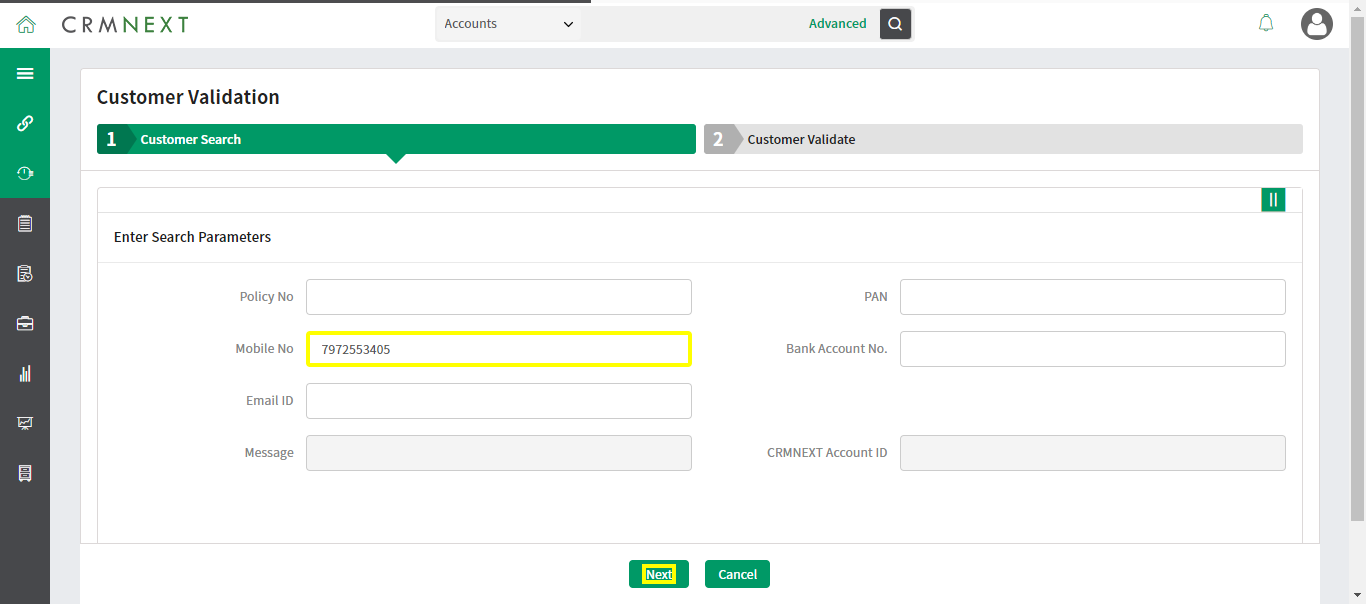 CRMNEXT
Accounts
Advanced
Customer Validation
1 Customer Search
2 Customer Validate
Enter Search Parameters
Policy No
PAN
Mobile No 7972553405
Bank Account No.
Email ID
Message
CRMNEXT Account ID
Next
Cancel